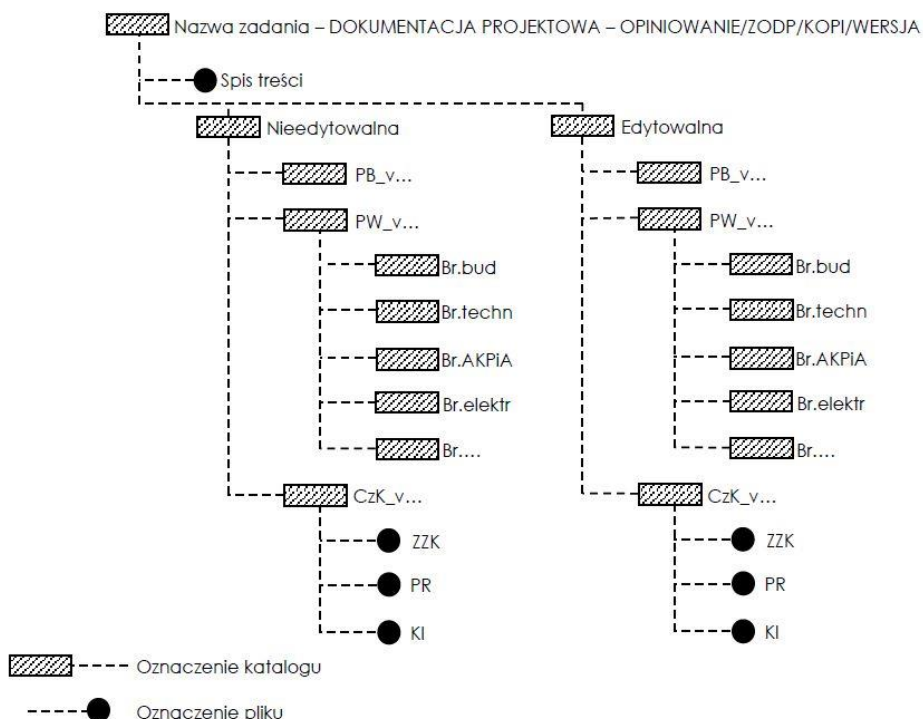 Nazwa zadania – DOKUMENTACJA PROJEKTOWA – OPINIOWANIE/ZODP/KOPI/WERSJA
Spis treści
Nieedytowalna
Edytowalna
PB_v...
PB_v...
PW_v...
PW_v...
Br.bud
Br.bud
Br.techn
Br.techn
Br.AKPiA
Br.AKPiA
Br.elektr
Br.elektr
Br....
Br....
CzK_v...
CzK_v...
ZZK
ZZK
PR
PR
KI
KI
Oznaczenie katalogu
Oznaczenie pliku